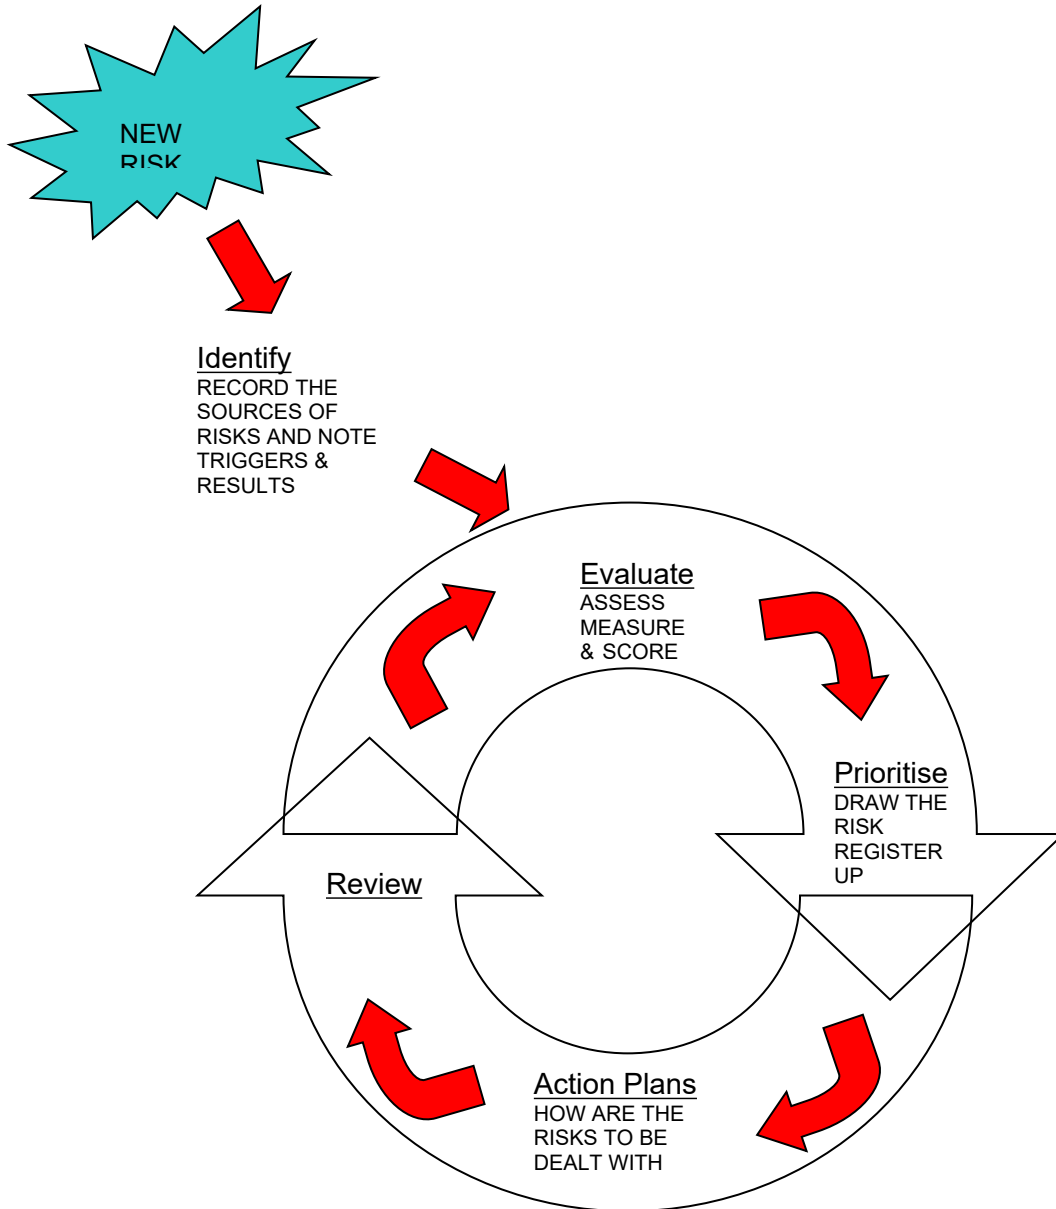 NEW
RISK
Identify
RECORD THE
SOURCES OF
RISKS AND NOTE
TRIGGERS &
RESULTS
Evaluate
ASSESS
MEASURE
& SCORE
Prioritise
DRAW THE
RISK
REGISTER
UP
Review
Action Plans
HOW ARE THE
RISKS TO BE
DEALT WITH